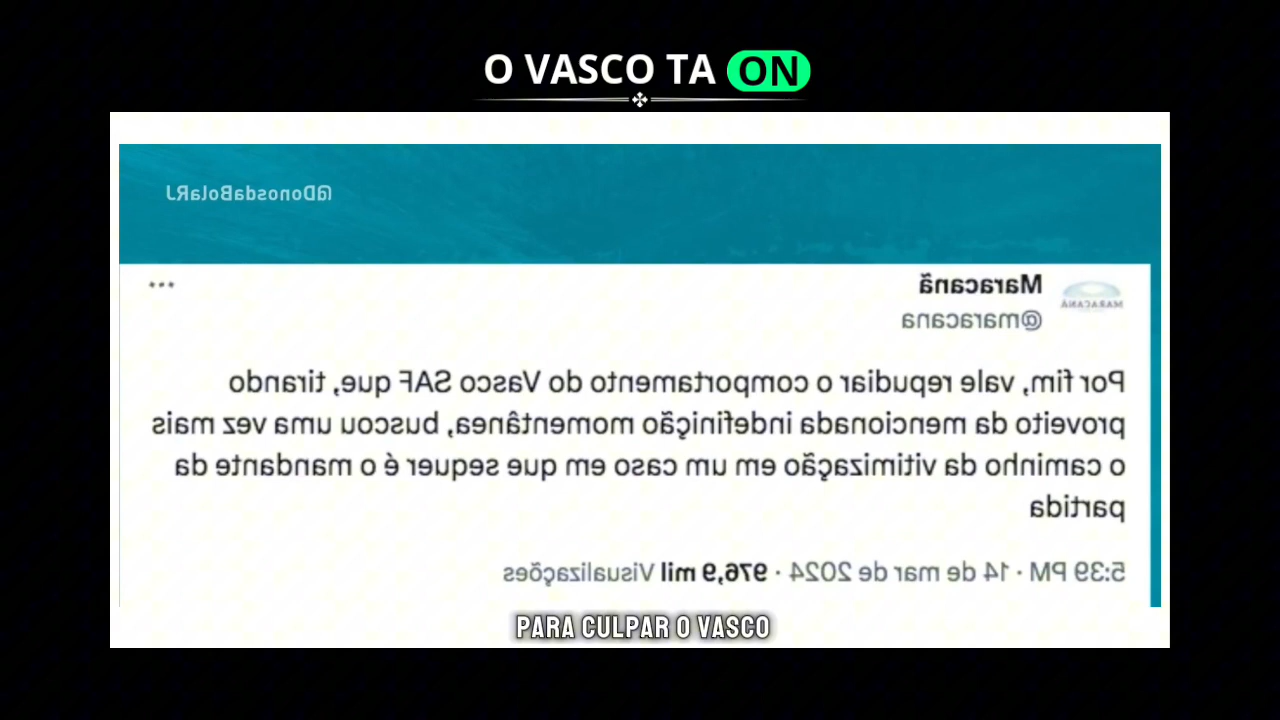 O VASCO TA ON
@DonosdaBolaRJ
Maracanã
MARACANÃ
@maracana
Por fim, vale repudiar o comportamento do Vasco SAF que, tirando
proveito da mencionada indefinição momentânea, buscou uma vez mais
o caminho da vitimização em um caso em que sequer é o mandante da
partida
5:39 PM · 14 de mar de 2024 · 976,9 mil Visualizações
PARA CULPAR O VASCO